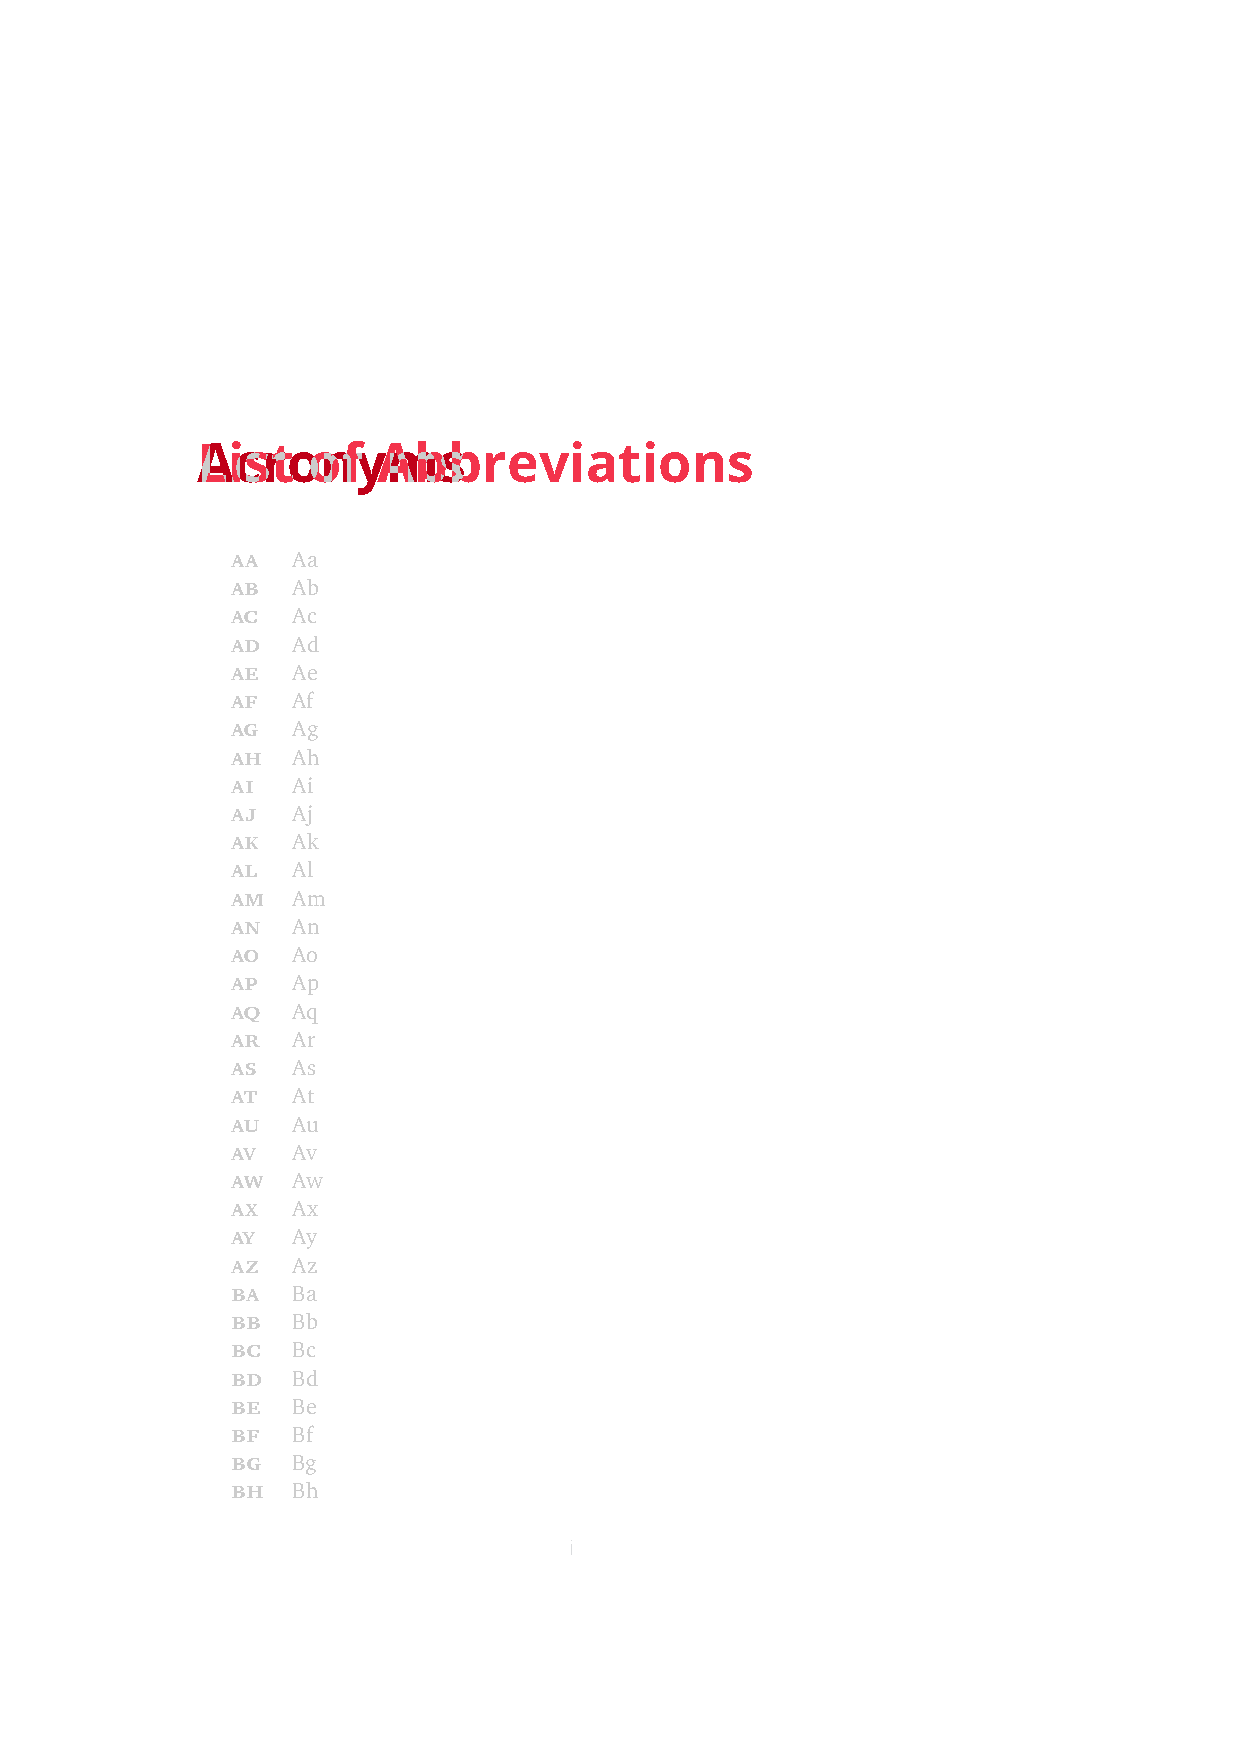 List of Abbreviations
Acronyms
AA Aa
AB Ab
AC Ac
AD Ad
AE Ae
AF Af
AG Ag
AH Ah
AI Ai
AJ Aj
AK Ak
AL Al
AM Am
AN An
AO Ao
AP Ap
AQ Aq
AR Ar
AS As
AT At
AU Au
AV Av
AW Aw
AX Ax
AY Ay
AZ Az
BA Ba
BB Bb
BC Bc
BD Bd
BE Be
BF Bf
BG Bg
BH Bh
i